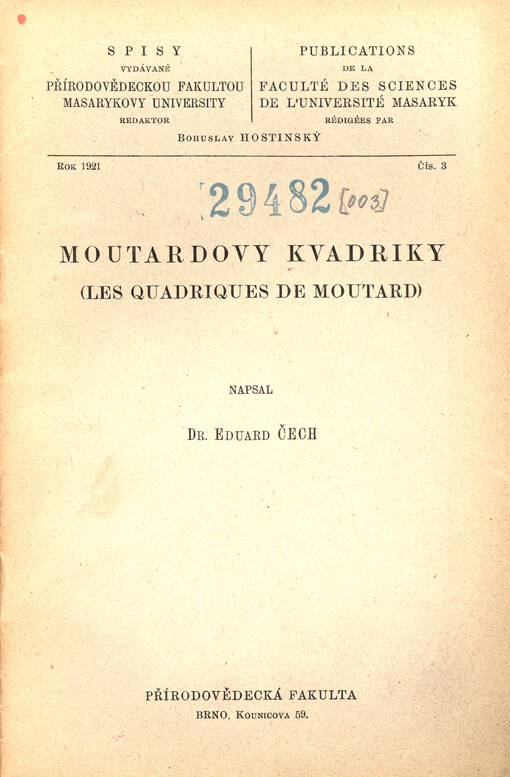 SPISY
VYDÁVANÉ
PŘÍRODOVĚDECKOU FAKULTOU
MASARYKOVY UNIVERSITY
REDAKTOR
PUBLICATIONS
DE LA
FACULTÉ DES SCIENCES
DE L'UNIVERSITÉ MASARYK
RÉDIGÉES PAR
BOHUSLAV HOSTINSKÝ
ROK 1921
ČÍS. 3
29482 [003]
MOUTARDOVY KVADRIKY
(LES QUADRIQUES DE MOUTARD)
NAPSAL
DR. EDUARD ČECH
PŘÍRODOVĚDECKÁ FAKULTA
BRNO, KOUNICOVA 59.